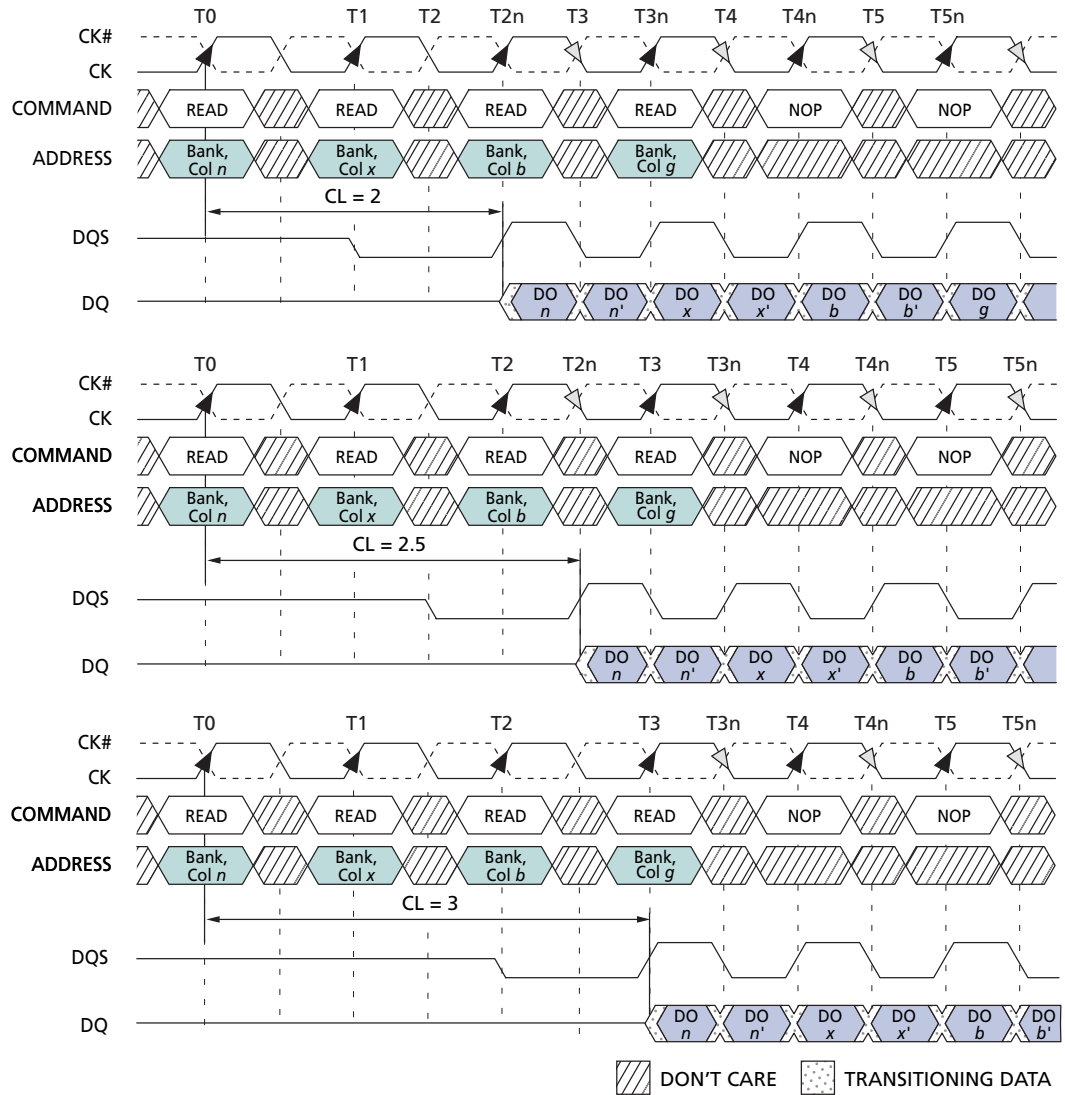 T0 T1 T2 T2n T3 T3n T4 T4n T5 T5n
CK#
CK
COMMAND READ READ READ READ NOP NOP
ADDRESS Bank, Col n Bank, Col x Bank, Col b Bank, Col g
CL = 2
DQS
DQ DO n DO n' DO x DO x' DO b DO b' DO g
T0 T1 T2 T2n T3 T3n T4 T4n T5 T5n
CK#
CK
COMMAND READ READ READ READ NOP NOP
ADDRESS Bank, Col n Bank, Col x Bank, Col b Bank, Col g
CL = 2.5
DQS
DQ DO n DO n' DO x DO x' DO b DO b'
T0 T1 T2 T3 T3n T4 T4n T5 T5n
CK#
CK
COMMAND READ READ READ READ NOP NOP
ADDRESS Bank, Col n Bank, Col x Bank, Col b Bank, Col g
CL = 3
DQS
DQ DO n DO n' DO x DO x' DO b DO b'
DON'T CARE TRANSITIONING DATA